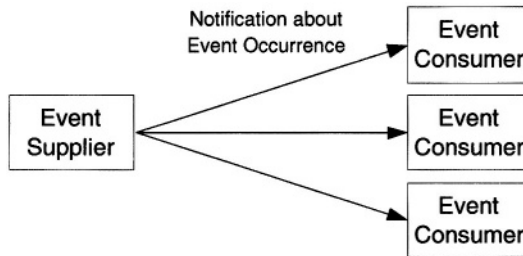 Notification about
Event Occurrence
Event
Consumer
Event
Supplier
Event
Consumer
Event
Consumer